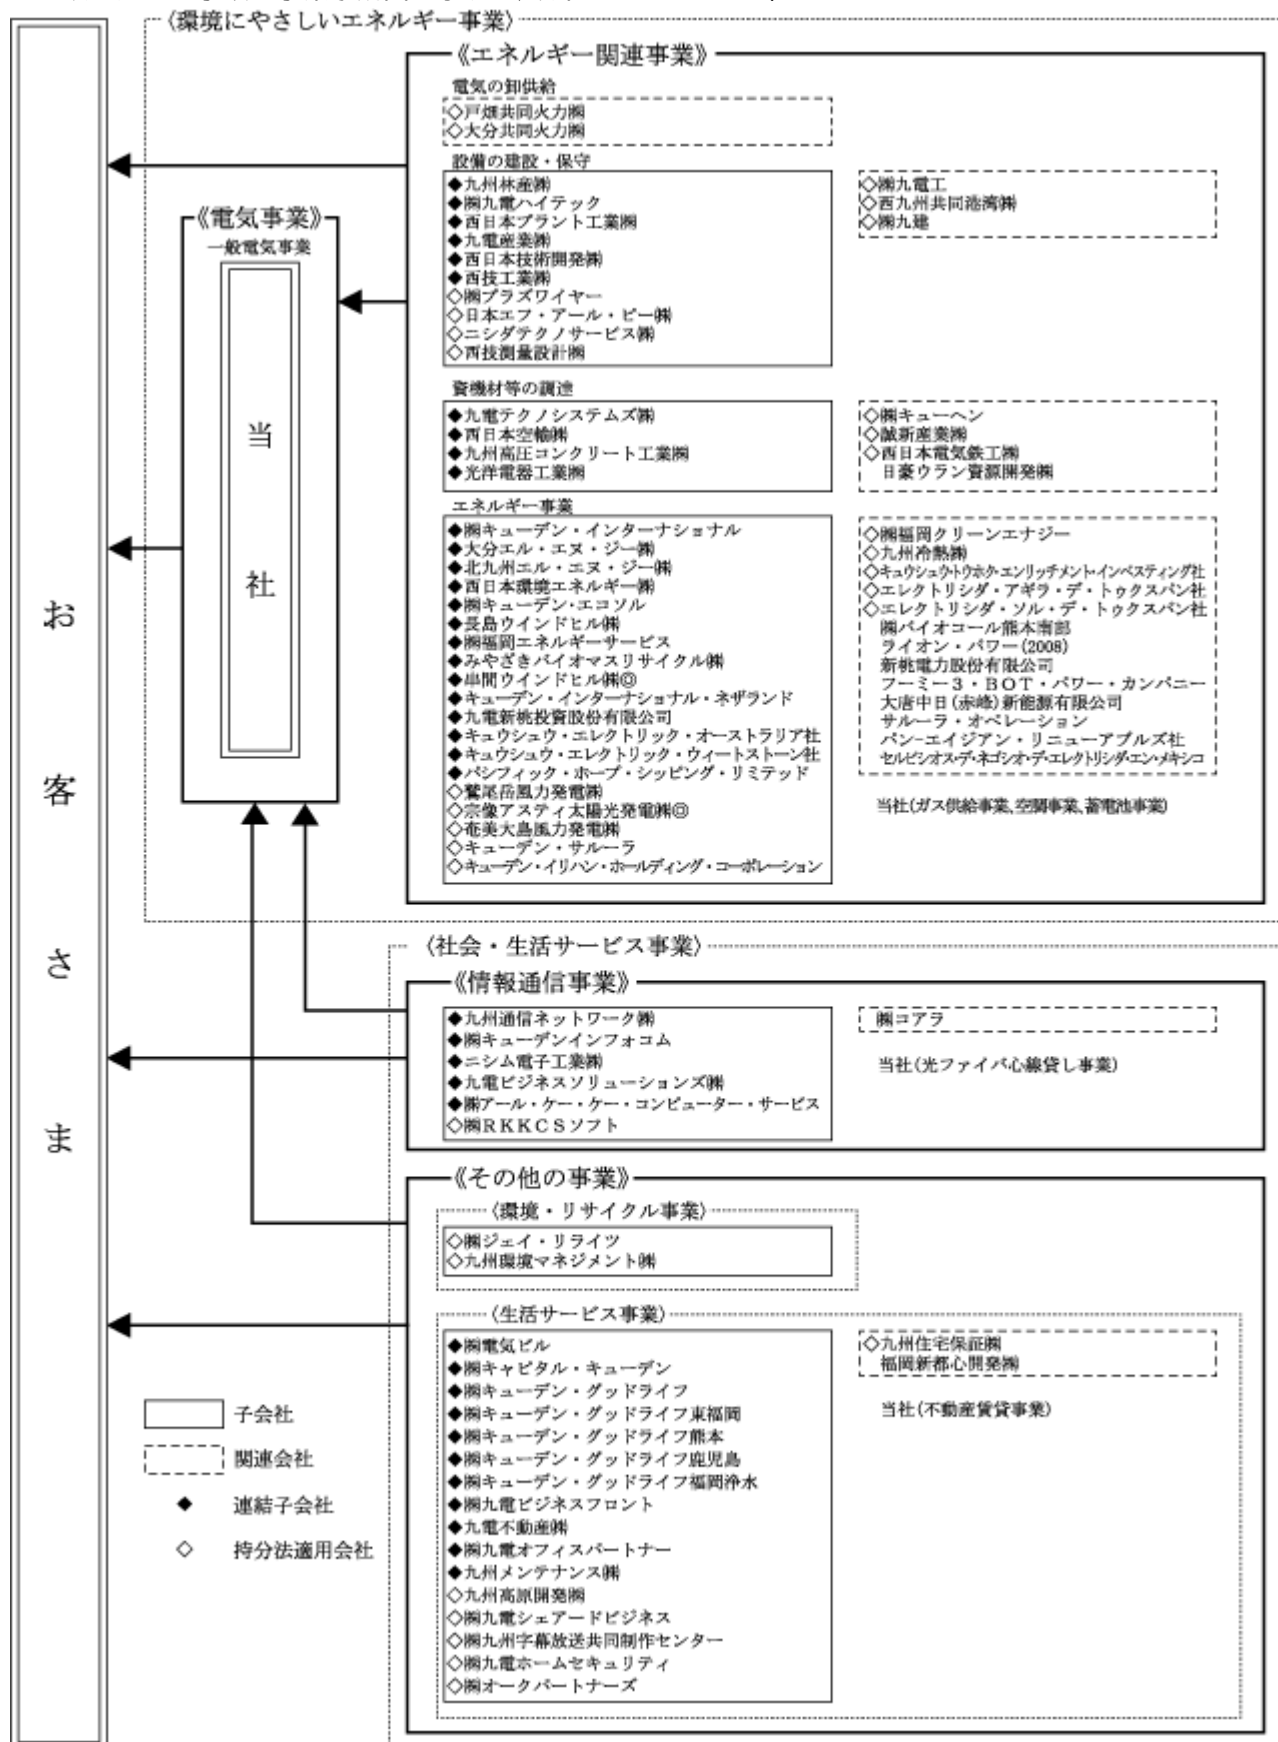 〈環境にやさしいエネルギー事業〉
《エネルギー関連事業》
電気の卸供給
◇戸畑共同火力㈱
◇大分共同火力㈱
設備の建設・保守
◆九州林産㈱
◆㈱九電ハイテック
◆西日本プラント工業㈱
◆九電産業㈱
◆西日本技術開発㈱
◆西技工業㈱
◇㈱プラズワイヤー
◇日本エフ・アール・ピー㈱
◇ニシダテクノサービス㈱
◇西技測量設計㈱
◇㈱九電工
◇西九州共同港湾㈱
◇㈱九建
資機材等の調達
◆九電テクノシステムズ㈱
◆西日本空輸㈱
◆九州高圧コンクリート工業㈱
◆光洋電器工業㈱
◇㈱キューヘン
◇誠新産業㈱
◇西日本電気鉄工㈱
日豪ウラン資源開発㈱
エネルギー事業
◆㈱キューデン・インターナショナル
◆大分エル・エヌ・ジー㈱
◆北九州エル・エヌ・ジー㈱
◆西日本環境エネルギー㈱
◆㈱キューデン・エコソル
◆長島ウインドヒル㈱
◆㈱福岡エネルギーサービス
◆みやざきバイオマスリサイクル㈱
◆串間ウインドヒル㈱◎
◆キューデン・インターナショナル・ネザランド
◆九電新桃投資股份有限公司
◆キュウシュウ・エレクトリック・オーストラリア社
◆キュウシュウ・エレクトリック・ウィートストーン社
◆パシフィック・ホープ・シッピング・リミテッド
◇鷲尾岳風力発電㈱
◇宗像アスティ太陽光発電㈱◎
◇奄美大島風力発電㈱
◇キューデン・サルーラ
◇キューデン・イリハン・ホールディング・コーポレーション
◇㈱福岡クリーンエナジー
◇九州冷熱㈱
◇キュウシュウ・トウホク・エンリッチメント・インベスティング社
◇エレクトリシダ・アギラ・デ・トゥクスパン社
◇エレクトリシダ・ソル・デ・トゥクスパン社
㈱バイオコール熊本南部
ライオン・パワー(2008)
新桃電力股份有限公司
フーミー3・BOT・パワー・カンパニー
大唐中日(赤峰)新能源有限公司
サルーラ・オペレーション
パン-エイジアン・リニューアブルズ社
セルビシオス・デ・ネゴシオ・デ・エレクトリシダ・エン・メキシコ
当社(ガス供給事業、空調事業、蓄電池事業)
《電気事業》
一般電気事業
当社
お客さま
〈社会・生活サービス事業〉
《情報通信事業》
◆九州通信ネットワーク㈱
◆㈱キューデンインフォコム
◆ニシム電子工業㈱
◆九電ビジネスソリューションズ㈱
◆㈱アール・ケー・ケー・コンピューター・サービス
◇㈱RKKCSソフト
㈱コアラ
当社(光ファイバ心線貸し事業)
《その他の事業》
〈環境・リサイクル事業〉
◇㈱ジェイ・リライツ
◇九州環境マネジメント㈱
〈生活サービス事業〉
◆㈱電気ビル
◆㈱キャピタル・キューデン
◆㈱キューデン・グッドライフ
◆㈱キューデン・グッドライフ東福岡
◆㈱キューデン・グッドライフ熊本
◆㈱キューデン・グッドライフ鹿児島
◆㈱キューデン・グッドライフ福岡浄水
◆㈱九電ビジネスフロント
◆九電不動産㈱
◆㈱九電オフィスパートナー
◆九州メンテナンス㈱
◇九州高原開発㈱
◇㈱九電シェアードビジネス
◇㈱九州字幕放送共同制作センター
◇㈱九電ホームセキュリティ
◇㈱オークパートナーズ
◇九州住宅保証㈱
福岡新都心開発㈱
当社(不動産賃貸事業)
子会社
関連会社
◆ 連結子会社
◇ 持分法適用会社